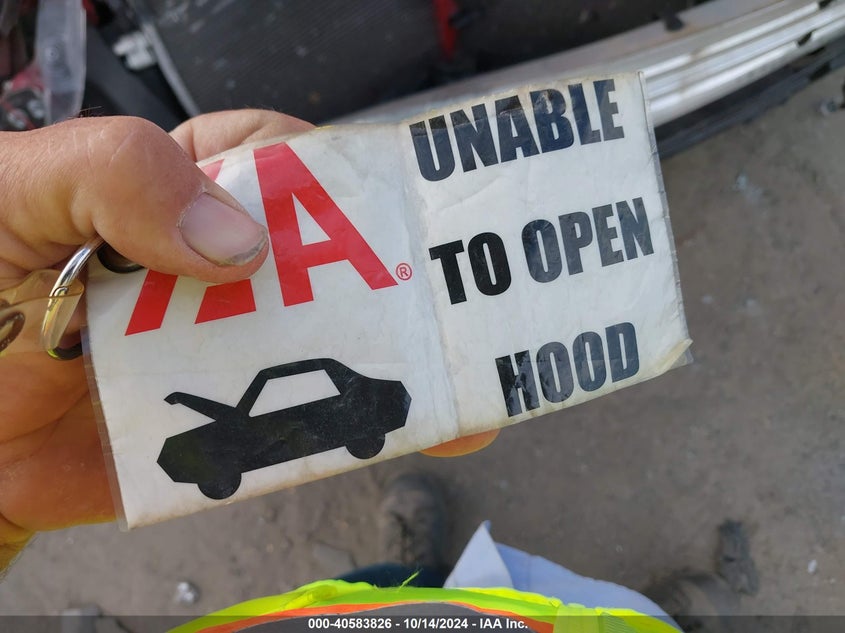 IAA®
UNABLE
TO OPEN
HOOD
000-40583826 - 10/14/2024 - IAA Inc.